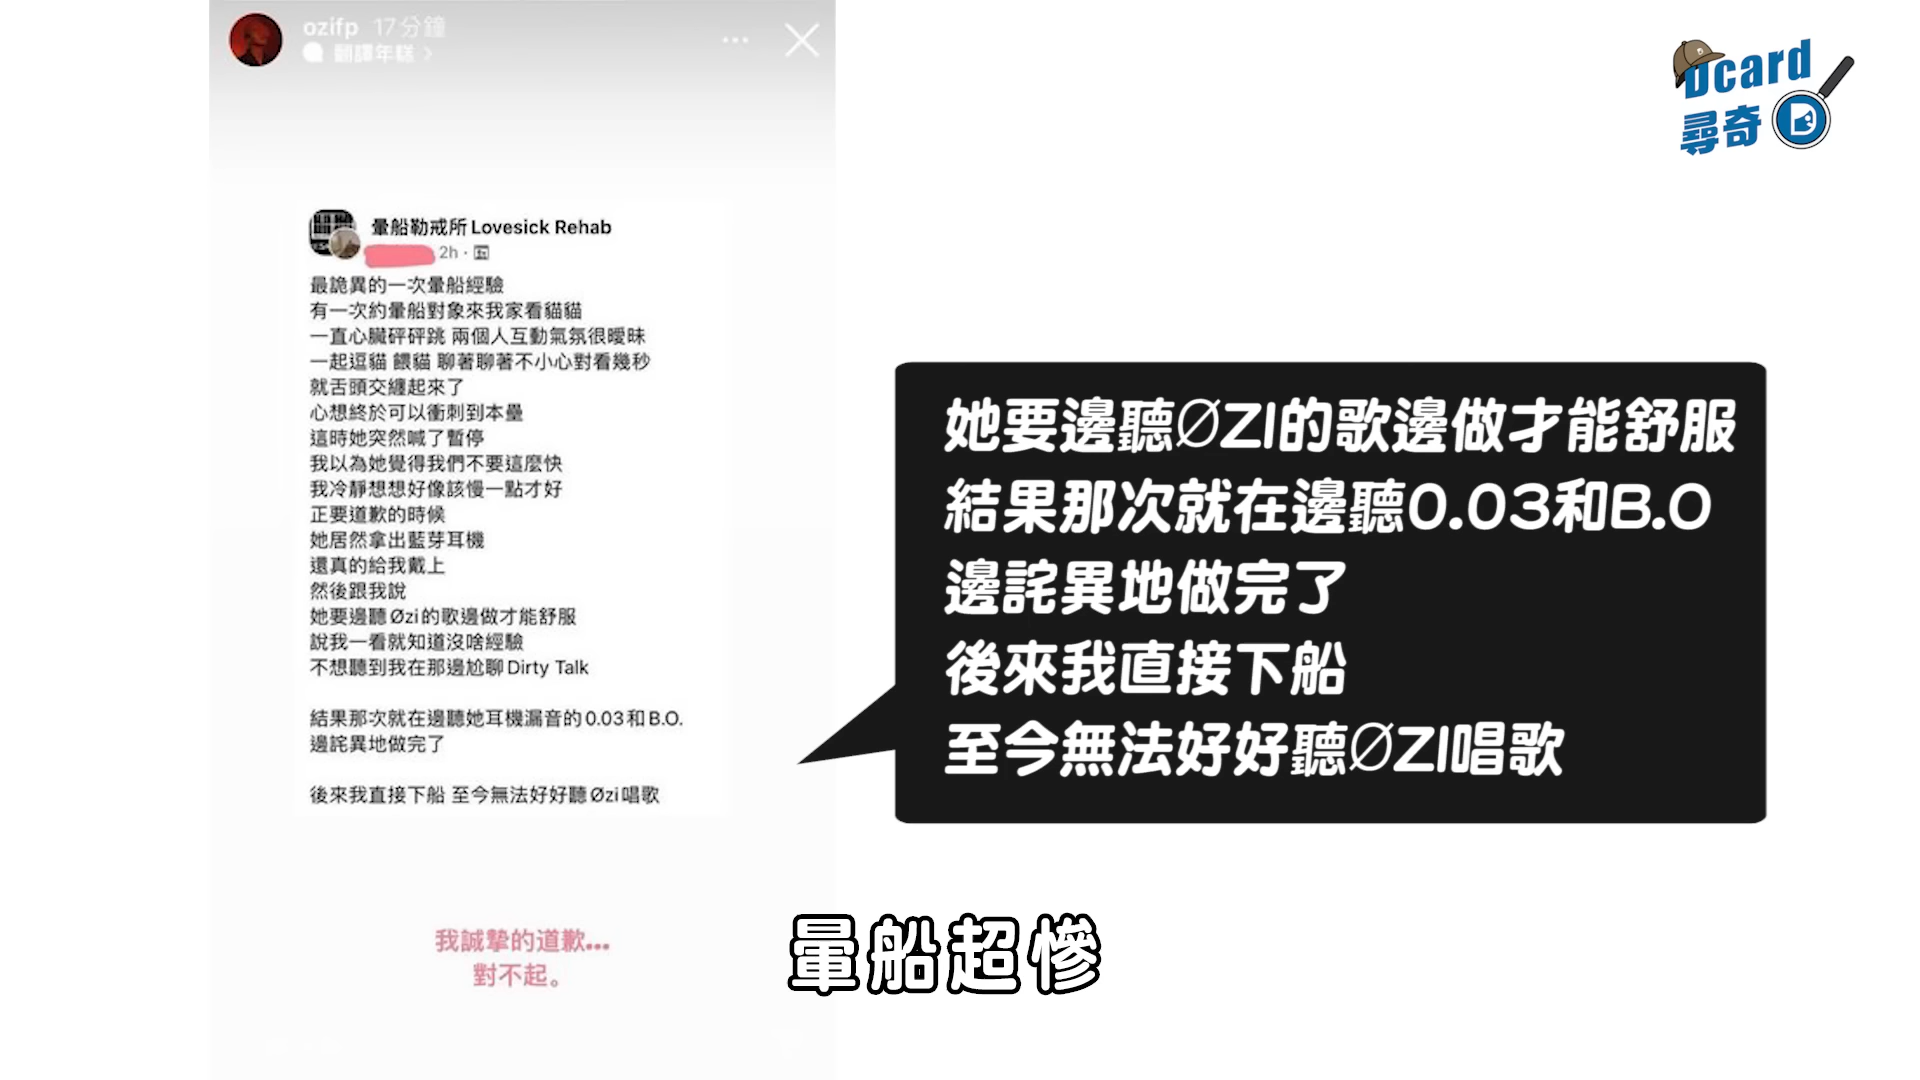 ozifp 17分鐘
翻譯年糕 >
Dcard
尋奇
暈船勒戒所Lovesick Rehab
2h
最詭異的一次暈船經驗
有一次約暈船對象來我家看貓貓
一直心臟砰砰跳 兩個人互動氣氛很曖昧
一起逗貓 餵貓 聊著聊著不小心對看幾秒
就舌頭交纏起來了
心想終於可以衝刺到本壘
這時她突然喊了暫停
我以為她覺得我們不要這麼快
我冷靜想想好像該慢一點才好
正要道歉的時候
她居然拿出藍芽耳機
還真的給我戴上
然後跟我說
她要邊聽Øzi的歌邊做才能舒服
說我一看就知道沒啥經驗
不想聽到我在那邊尬聊Dirty Talk
結果那次就在邊聽她耳機漏音的0.03和B.O.
邊詫異地做完了
後來我直接下船 至今無法好好聽Øzi唱歌
我誠摯的道歉...
對不起。
她要邊聽ØZI的歌邊做才能舒服
結果那次就在邊聽0.03和B.O
邊詫異地做完了
後來我直接下船
至今無法好好聽ØZI唱歌
暈船超慘